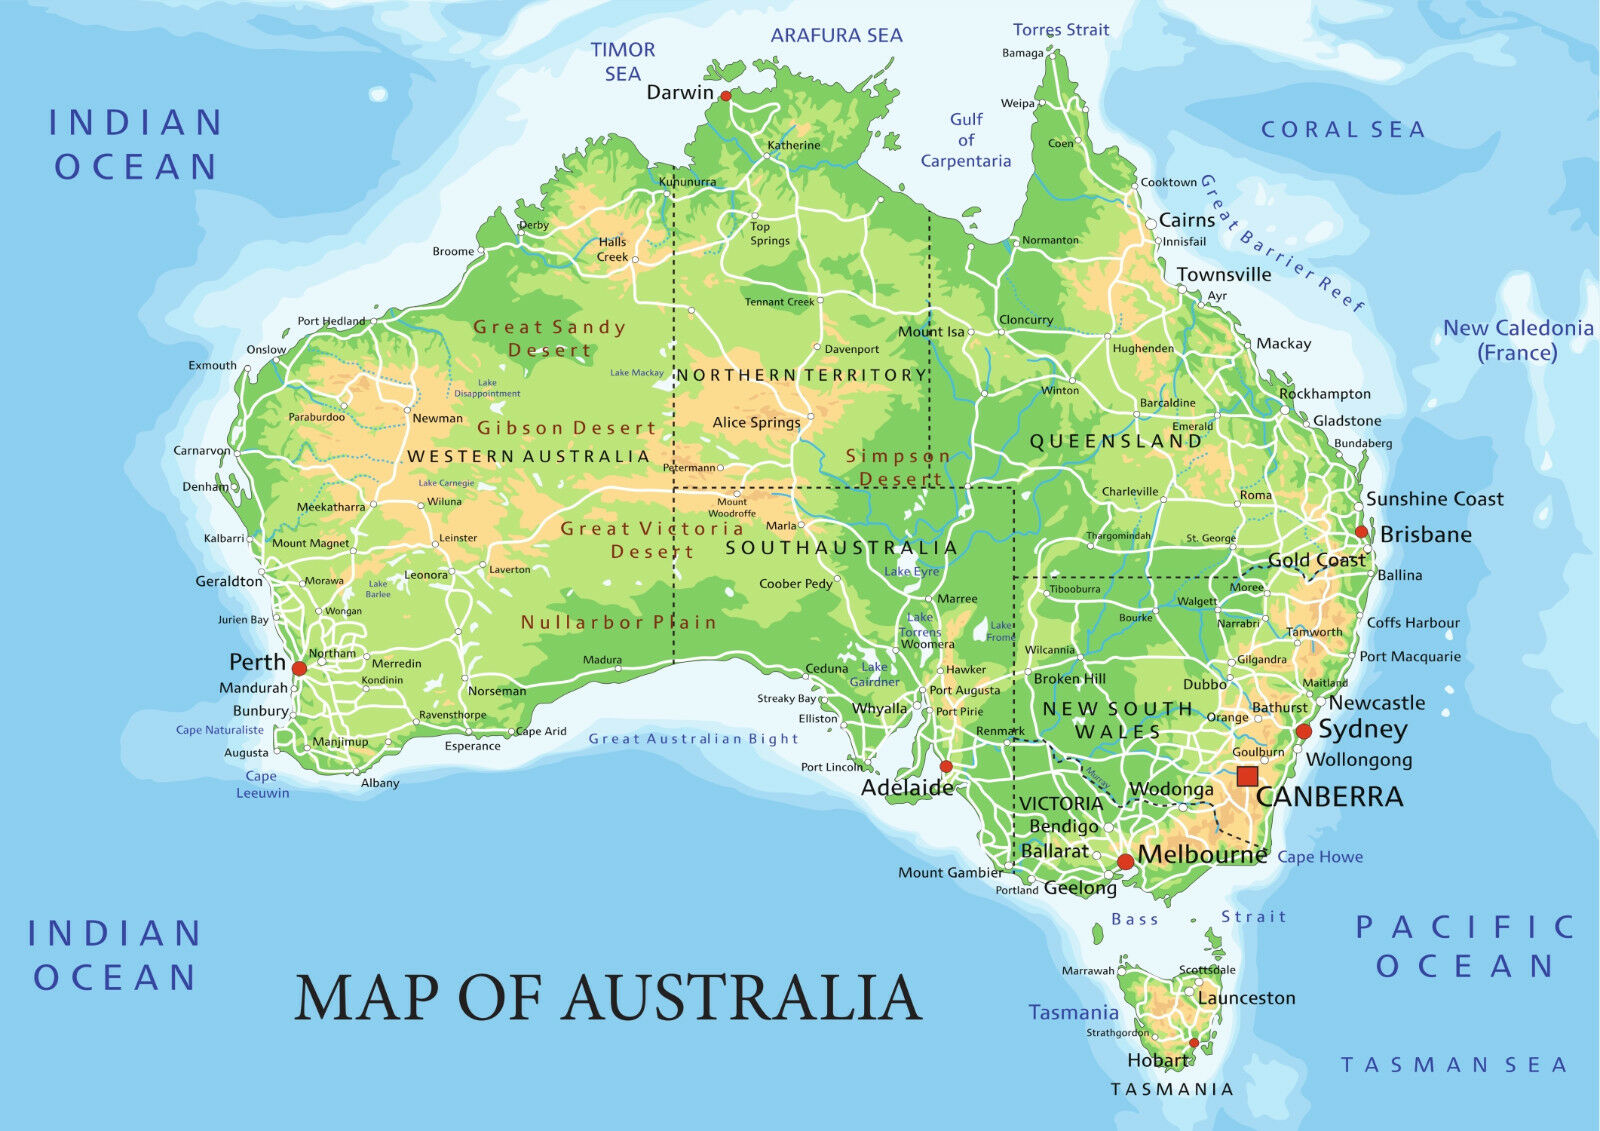 Torres Strait
ARAFURA SEA
TIMOR
SEA
Bamaga
Darwin
Weipa
INDIAN
OCEAN
Gulf
of
Carpentaria
CORAL SEA
Katherine
Coen
Kununurra
Cooktown
Great Barrier Reef
Cairns
Innisfail
Derby
Broome
Halls
Creek
Top
Springs
Normanton
Townsville
Ayr
Tennant Creek
Port Hedland
Great Sandy
Desert
Mount Isa
Cloncurry
New Caledonia
(France)
Onslow
Exmouth
Davenport
Hughenden
Mackay
Lake Mackay
NORTHERN TERRITORY
Lake
Disappointment
Winton
Rockhampton
Paraburdoo
Newman
Alice Springs
Barcaldine
Emerald
Gladstone
Gibson Desert
QUEENSLAND
Bundaberg
Carnarvon
WESTERN AUSTRALIA
Simpson
Desert
Petermann
Denham
Lake Carnegie
Meekatharra
Wiluna
Mount
Woodroffe
Charleville
Roma
Sunshine Coast
Great Victoria
Desert
Marla
Brisbane
Kalbarri
Mount Magnet
Leinster
SOUTHAUSTRALIA
Thargomindah
St. George
Gold Coast
Geraldton
Morawa
Leonora
Laverton
Lake Eyre
Coober Pedy
Ballina
Lake
Barlee
Marree
Tibooburra
Moree
Walgett
Wongan
Jurien Bay
Nullarbor Plain
Lake
Torrens
Lake
Frome
Bourke
Narrabri
Coffs Harbour
Tamworth
Woomera
Perth
Northam
Merredin
Madura
Ceduna
Lake
Gairdner
Hawker
Wilcannia
Gilgandra
Port Macquarie
Mandurah
Kondinin
Norseman
Port Augusta
Broken Hill
Dubbo
Maitland
Streaky Bay
Whyalla
Port Pirie
NEW SOUTH
WALES
Bathurst
Newcastle
Bunbury
Ravensthorpe
Elliston
Orange
Cape Naturaliste
Cape Arid
Great Australian Bight
Renmark
Sydney
Augusta
Manjimup
Esperance
Goulburn
Wollongong
Port Lincoln
Murray
Cape
Leeuwin
Albany
Adelaide
Wodonga
CANBERRA
VICTORIA
Bendigo
Ballarat
Melbourne
Cape Howe
Mount Gambier
Portland
Geelong
Bass Strait
INDIAN
OCEAN
PACIFIC
OCEAN
Marrawah
Scottsdale
MAP OF AUSTRALIA
Launceston
Tasmania
Strathgordon
Hobart
TASMANIA
TASMAN SEA